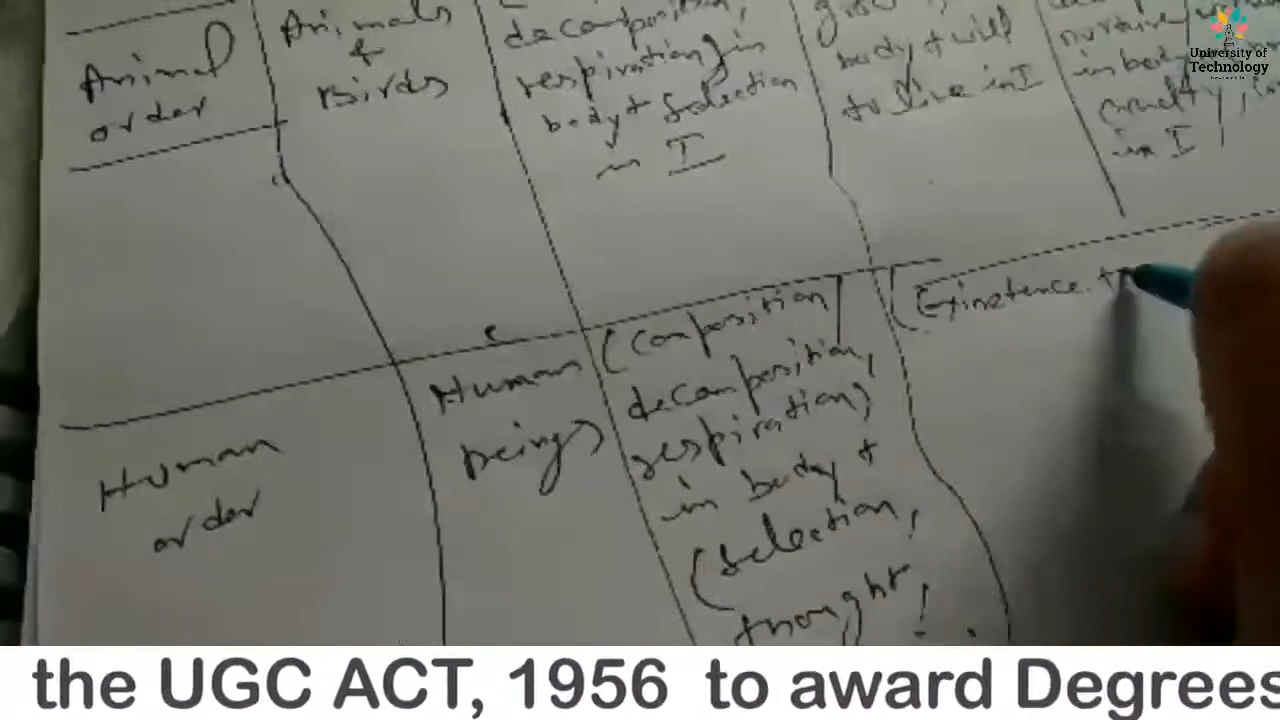 Animal
order
Animals
&
Birds
decomposition,
respiration) in
body + Selection
in I
body + will
to live in I
nurture/
in body
cruelty,
in I
University of
Technology
Human
order
Human
beings
(Composition
decomposition,
respiration)
in body +
(Selection,
thought,
(Existence +
the UGC ACT, 1956 to award Degrees